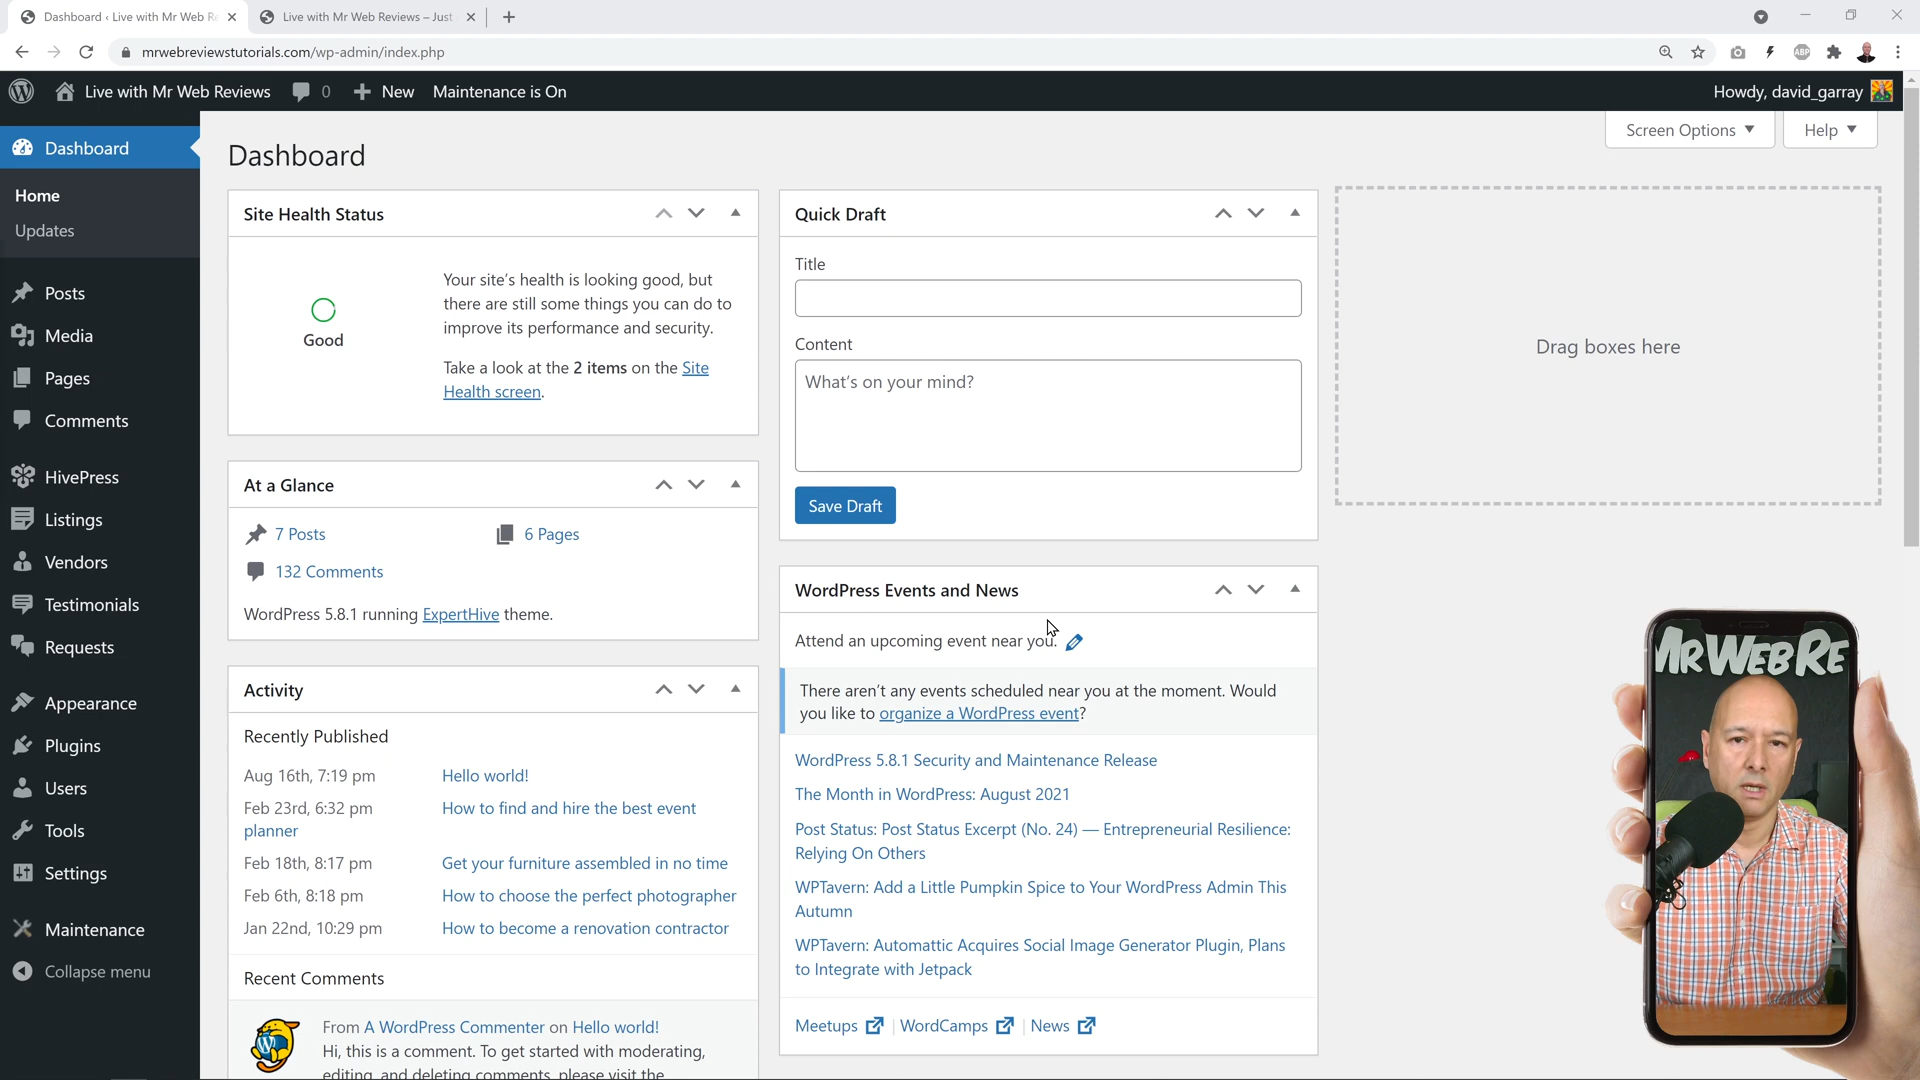 Dashboard ‹ Live with Mr Web Re
Live with Mr Web Reviews – Just
mrwebreviewstutorials.com/wp-admin/index.php
ABP
Live with Mr Web Reviews
0
New
Maintenance is On
Howdy, david_garray
Dashboard
Home
Updates
Posts
Media
Pages
Comments
HivePress
Listings
Vendors
Testimonials
Requests
Appearance
Plugins
Users
Tools
Settings
Maintenance
Collapse menu
Screen Options
Help
Dashboard
Site Health Status
Good
Your site's health is looking good, but
there are still some things you can do to
improve its performance and security.
Take a look at the 2 items on the Site
Health screen.
At a Glance
7 Posts
6 Pages
132 Comments
WordPress 5.8.1 running ExpertHive theme.
Activity
Recently Published
Aug 16th, 7:19 pm
Hello world!
Feb 23rd, 6:32 pm
How to find and hire the best event
planner
Feb 18th, 8:17 pm
Get your furniture assembled in no time
Feb 6th, 8:18 pm
How to choose the perfect photographer
Jan 22nd, 10:29 pm
How to become a renovation contractor
Recent Comments
From A WordPress Commenter on Hello world!
Hi, this is a comment. To get started with moderating,
editing, and deleting comments, please visit the
Quick Draft
Title
Content
What's on your mind?
Save Draft
WordPress Events and News
Attend an upcoming event near you.
There aren't any events scheduled near you at the moment. Would
you like to organize a WordPress event?
WordPress 5.8.1 Security and Maintenance Release
The Month in WordPress: August 2021
Post Status: Post Status Excerpt (No. 24) — Entrepreneurial Resilience:
Relying On Others
WPTavern: Add a Little Pumpkin Spice to Your WordPress Admin This
Autumn
WPTavern: Automattic Acquires Social Image Generator Plugin, Plans
to Integrate with Jetpack
Meetups
WordCamps
News
Drag boxes here
MRWEBRE